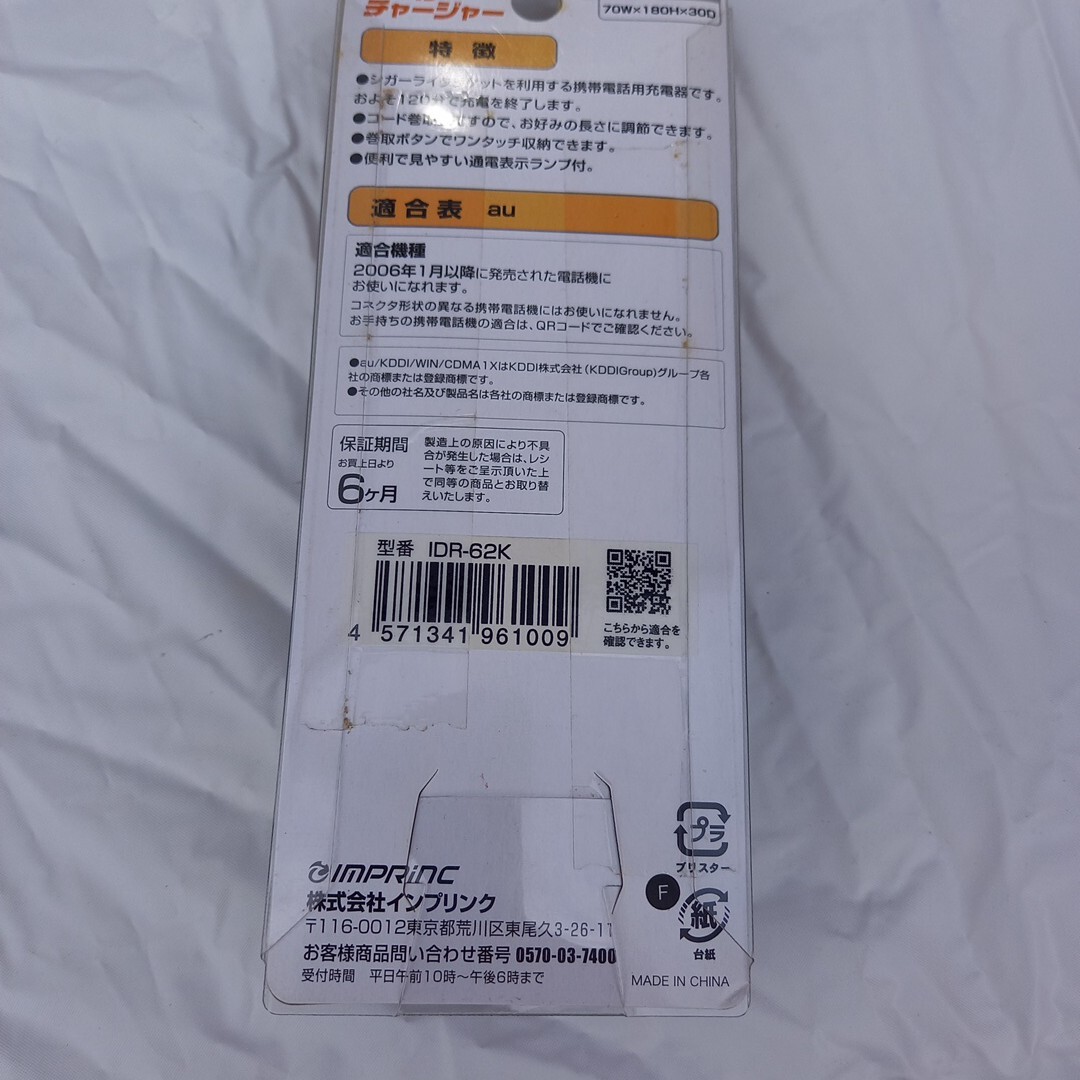 チャージャー
70W×180H×30D
特徴
●シガーライターソケットを利用する携帯電話用充電器です。
およそ120分で充電を終了します。
●コード巻取 すので、お好みの長さに調節できます。
●巻取ボタンでワンタッチ収納できます。
●便利で見やすい通電表示ランプ付。
適合表 au
適合機種
2006年1月以降に発売された電話機に
お使いになれます。
コネクタ形状の異なる携帯電話機にはお使いになれません。
お手持ちの携帯電話機の適合は、QRコードでご確認ください。
●au/KDDI/WIN/CDMA1XはKDDI株式会社(KDDIGroup)グループ各
社の商標または登録商標です。
●その他の社名及び製品名は各社の商標または登録商標です。
保証期間
お買上日より
6ヶ月
製造上の原因により不具
合が発生した場合は、レシ
ート等をご呈示頂いた上
で同等の商品とお取り替
えいたします。
型番 IDR-62K
4 571341 961009
こちらから適合を
確認できます。
プラ
ブリスター
F
紙
台紙
IMPRiNC
株式会社インプリンク
〒116-0012東京都荒川区東尾久3-26-11
お客様商品問い合わせ番号 0570-03-7400
受付時間 平日午前10時～午後6時まで
MADE IN CHINA